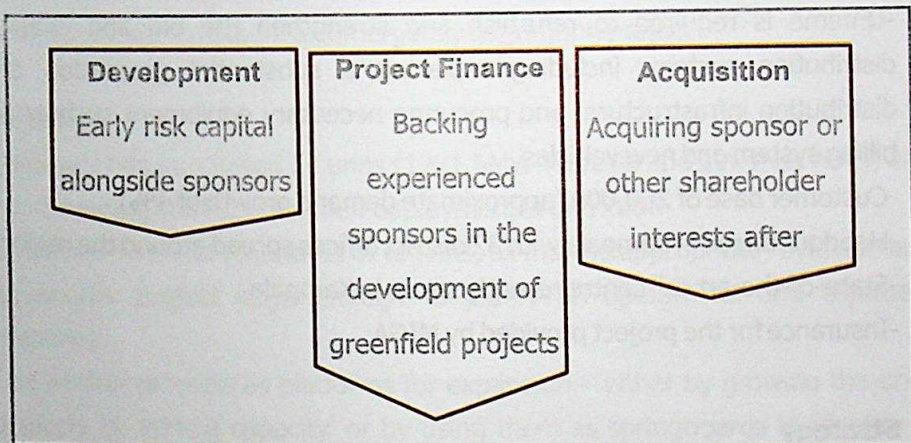 Development
Early risk capital
alongside sponsors
Project Finance
Backing
experienced
sponsors in the
development of
greenfield projects
Acquisition
Acquiring sponsor or
other shareholder
interests after